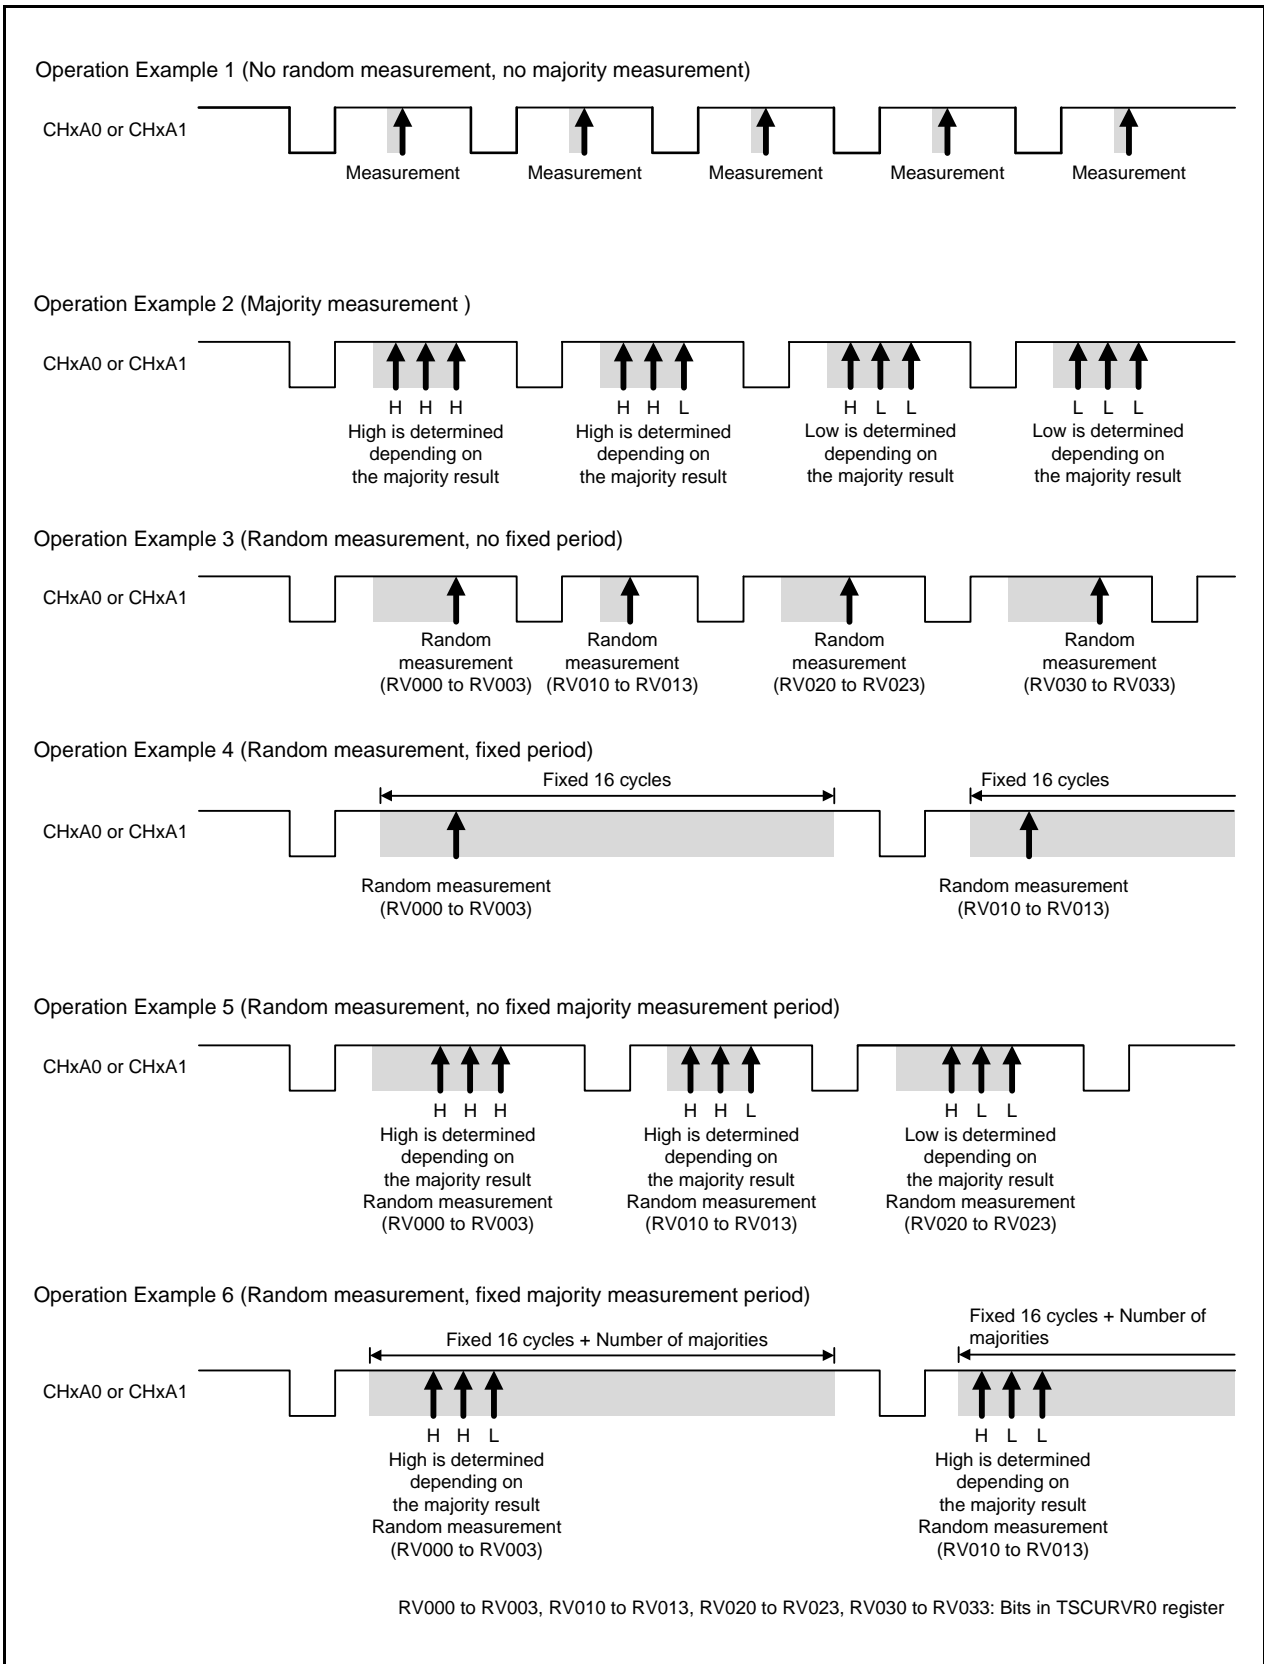 Operation Example 1 (No random measurement, no majority measurement)
CHxA0 or CHxA1
Measurement Measurement Measurement Measurement Measurement
Operation Example 2 (Majority measurement )
CHxA0 or CHxA1
H H H H H L H L L L L L
High is determined High is determined Low is determined Low is determined
depending on depending on depending on depending on
the majority result the majority result the majority result the majority result
Operation Example 3 (Random measurement, no fixed period)
CHxA0 or CHxA1
Random Random Random Random
measurement measurement measurement measurement
(RV000 to RV003) (RV010 to RV013) (RV020 to RV023) (RV030 to RV033)
Operation Example 4 (Random measurement, fixed period)
Fixed 16 cycles Fixed 16 cycles
CHxA0 or CHxA1
Random measurement Random measurement
(RV000 to RV003) (RV010 to RV013)
Operation Example 5 (Random measurement, no fixed majority measurement period)
CHxA0 or CHxA1
H H H H H L H L L
High is determined High is determined Low is determined
depending on depending on depending on
the majority result the majority result the majority result
Random measurement Random measurement Random measurement
(RV000 to RV003) (RV010 to RV013) (RV020 to RV023)
Operation Example 6 (Random measurement, fixed majority measurement period)
Fixed 16 cycles + Number of majorities Fixed 16 cycles + Number of
majorities
CHxA0 or CHxA1
H H L H L L
High is determined High is determined
depending on depending on
the majority result the majority result
Random measurement Random measurement
(RV000 to RV003) (RV010 to RV013)
RV000 to RV003, RV010 to RV013, RV020 to RV023, RV030 to RV033: Bits in TSCURVR0 register